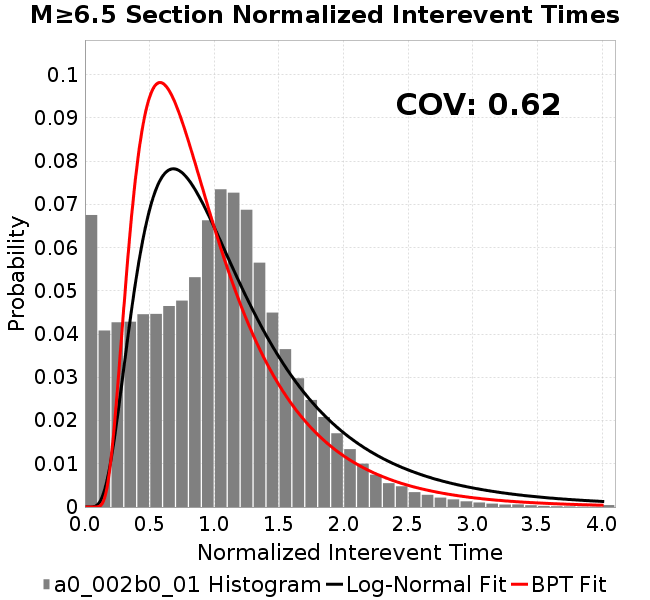 M≥6.5 Section Normalized Interevent Times
COV: 0.62
Probability
0.1
0.09
0.08
0.07
0.06
0.05
0.04
0.03
0.02
0.01
0
0.0 0.5 1.0 1.5 2.0 2.5 3.0 3.5 4.0
Normalized Interevent Time
a0_002b0_01 Histogram Log-Normal Fit BPT Fit